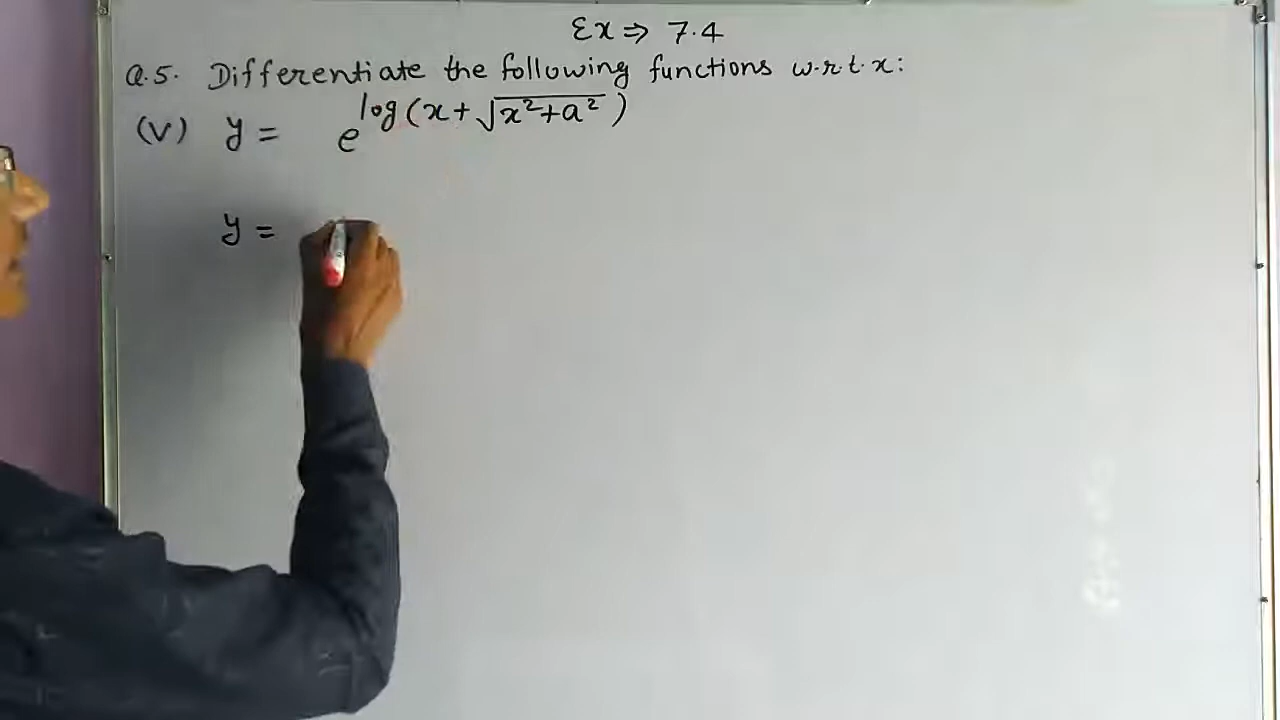 Ex ⇒ 7.4
Q.5. Differentiate the following functions w.r.t.x:
(V) y = e^log(x + √x²+a²)
y =